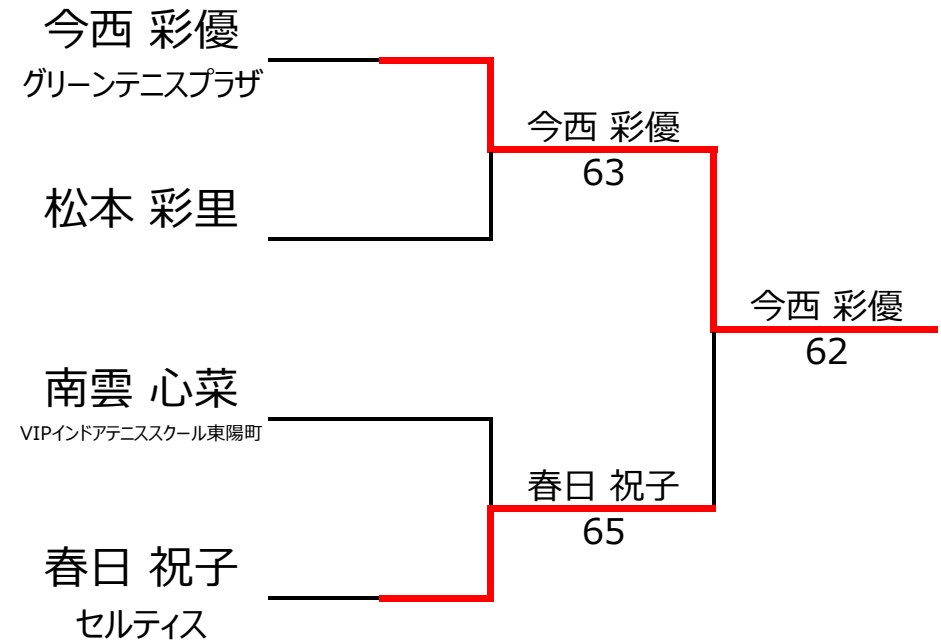 今西 彩優
グリーンテニスプラザ
今西 彩優
63
松本 彩里
今西 彩優
62
南雲 心菜
VIPインドアテニススクール東陽町
春日 祝子
65
春日 祝子
セルティス